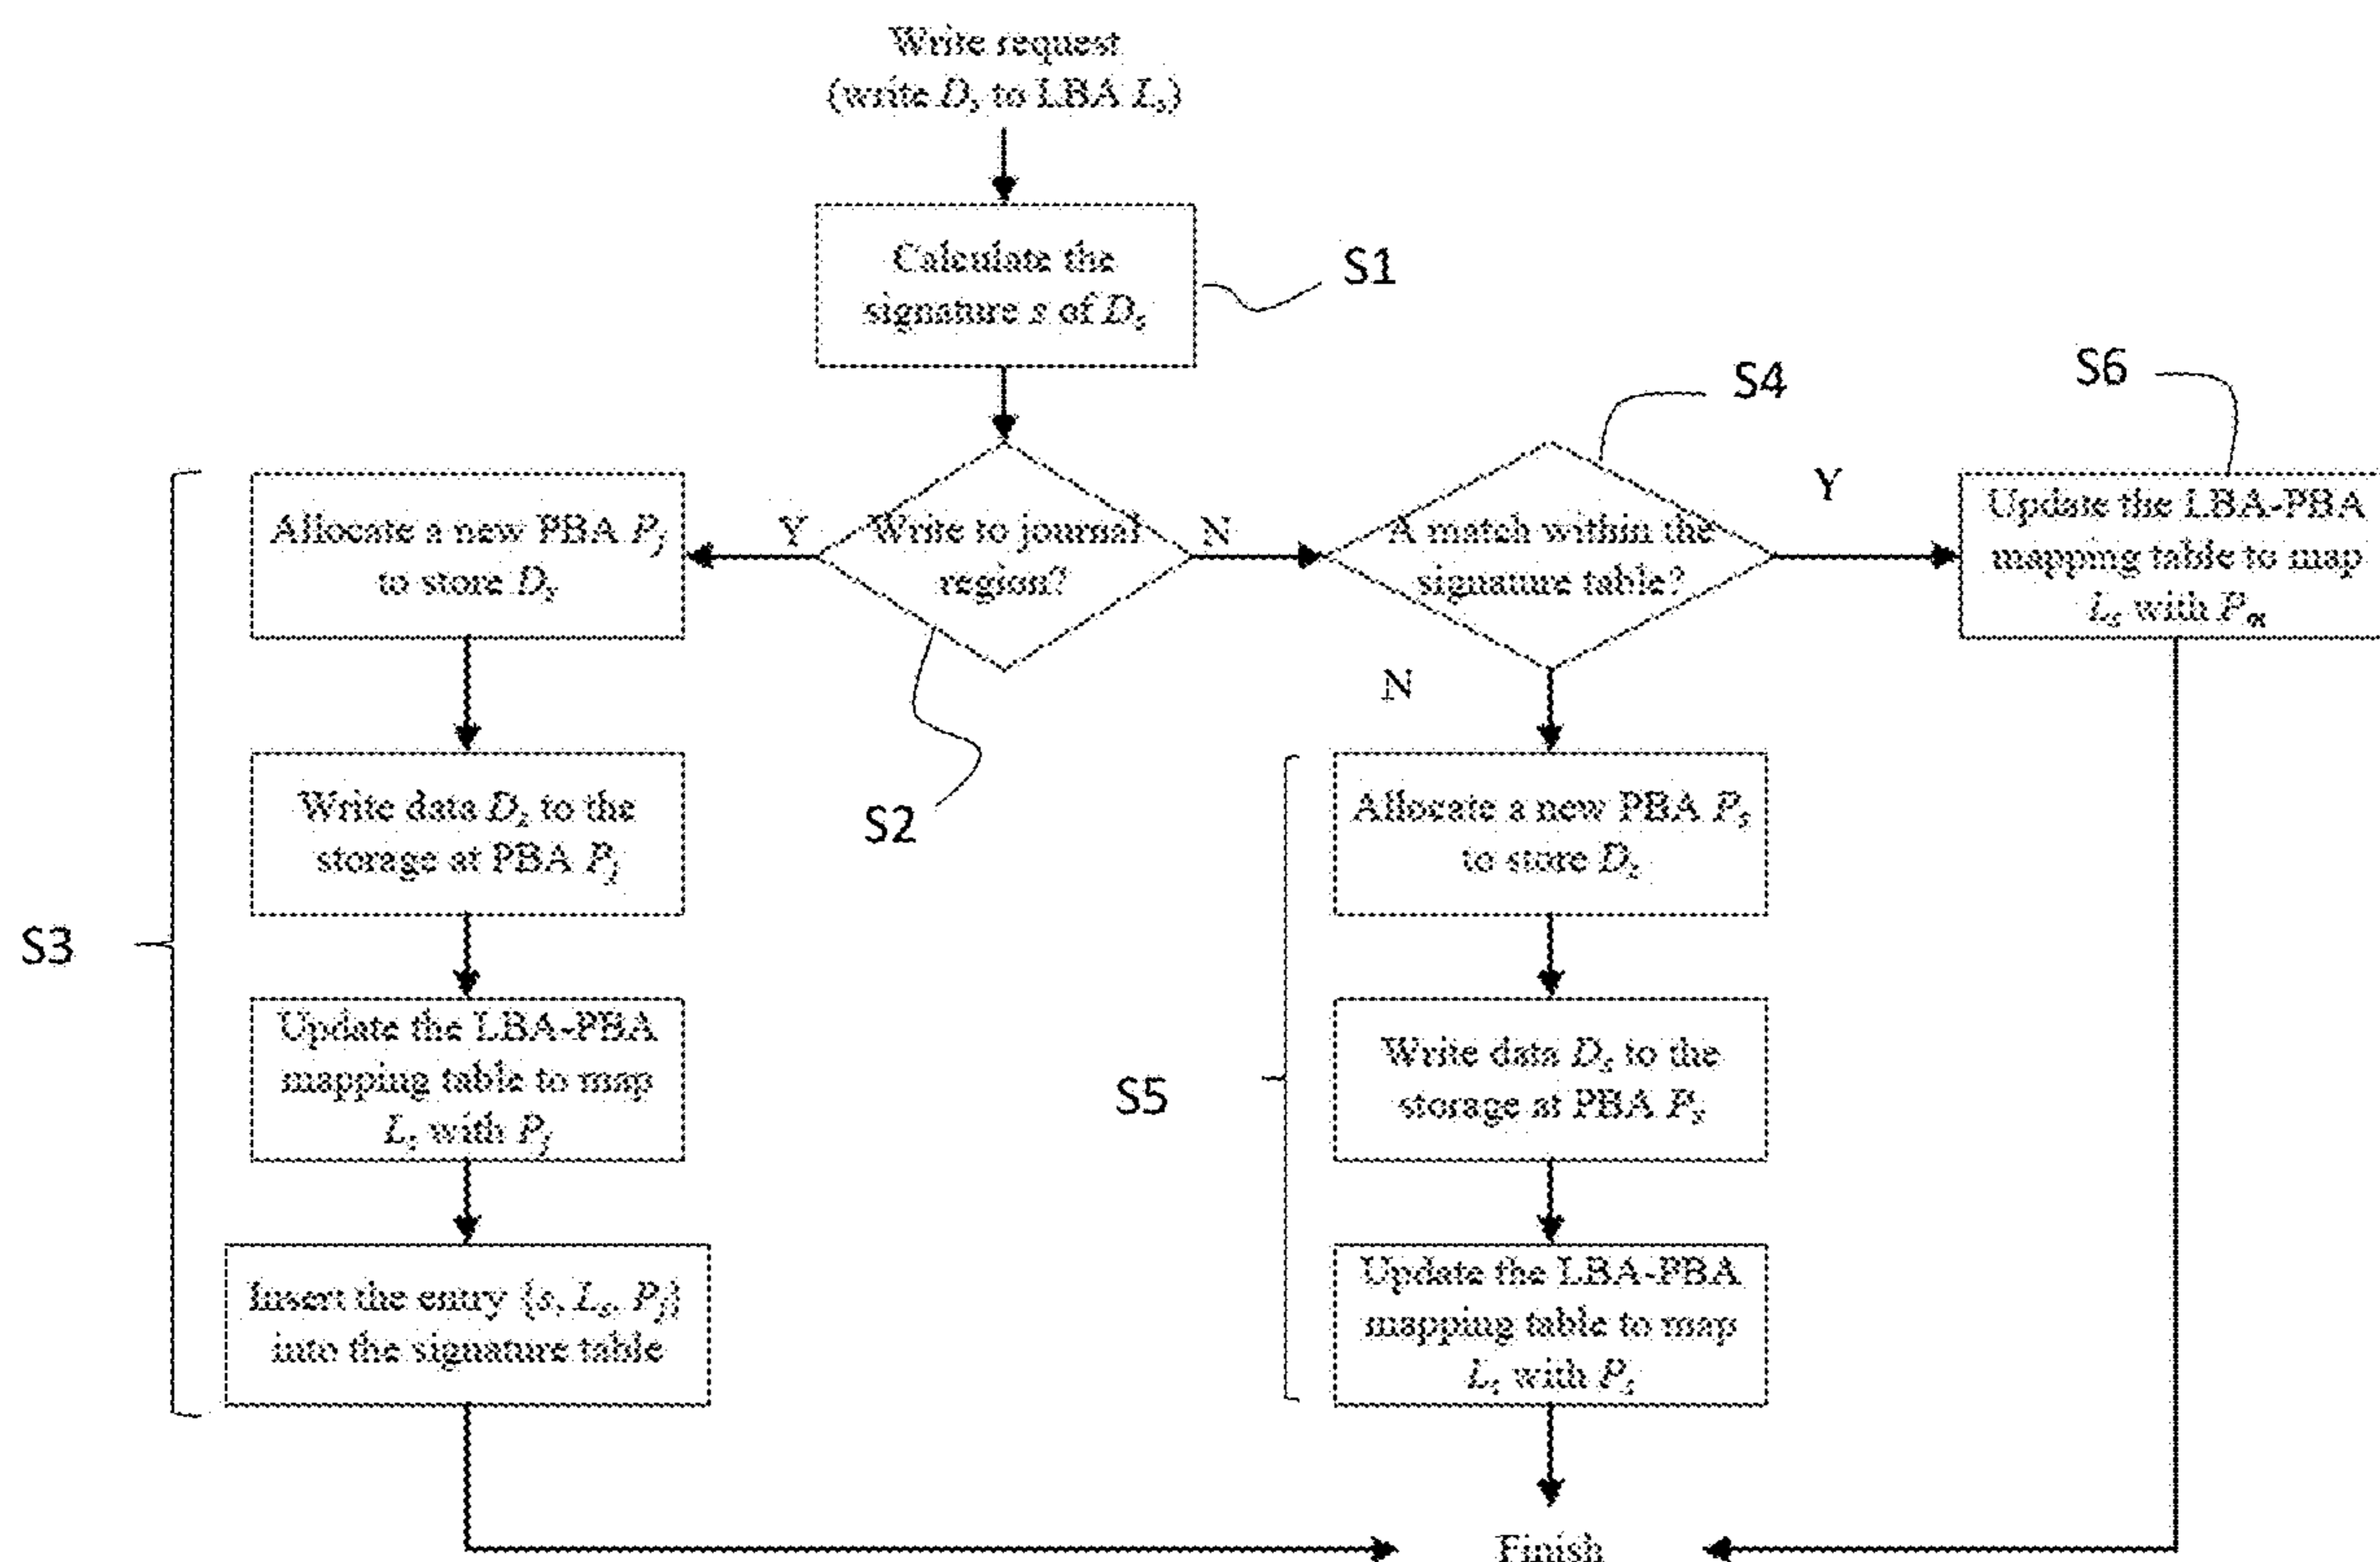 Write request
(write Ds to LBA Ls)
Calculate the
signature s of Ds
S1
S4
S6
Allocate a new PBA Pj
to store Ds
Y
Write to journal
region?
N
A match within the
signature table?
Y
Update the LBA-PBA
mapping table to map
Ls with Pm
N
S2
Write data Ds to the
storage at PBA Pj
Allocate a new PBA Ps
to store Ds
S3
Update the LBA-PBA
mapping table to map
Ls with Pj
S5
Write data Ds to the
storage at PBA Ps
Insert the entry {s, Ls, Pj}
into the signature table
Update the LBA-PBA
mapping table to map
Ls with Ps
Finish